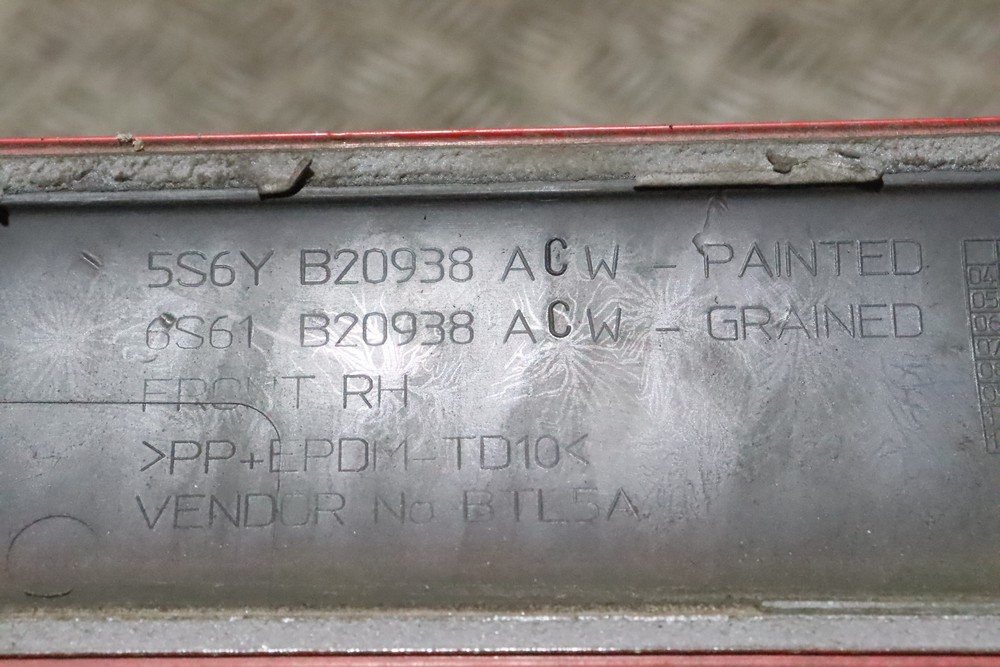 5S6Y B20938 ACW - PAINTED
6S61 B20938 ACW - GRAINED
FRONT RH
>PP+EPDM-TD10<
VENDOR No BTL5A